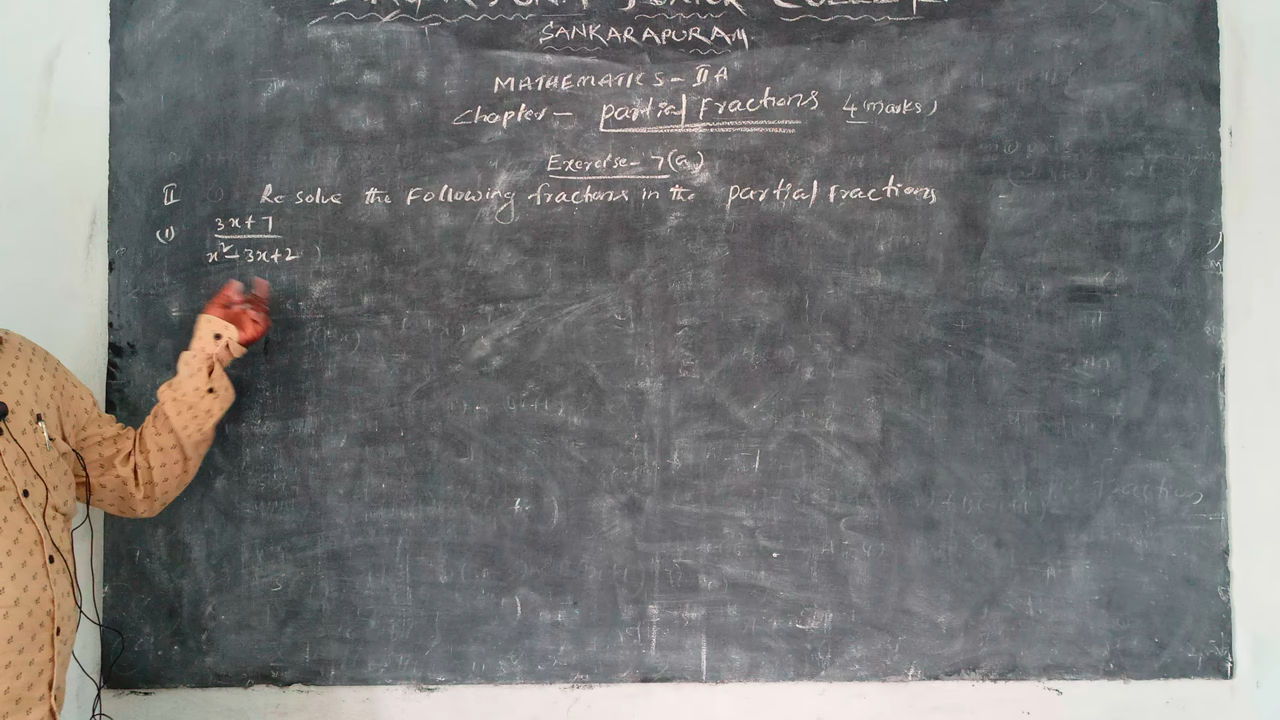 SANKARAPURAM
MATHEMATICS - II A
Chapter - Partial Fractions 4 (marks)
Exercise - 7(a)
II Resolve the Following fractions in the partial fractions
(1) 3x+7
x²-3x+2